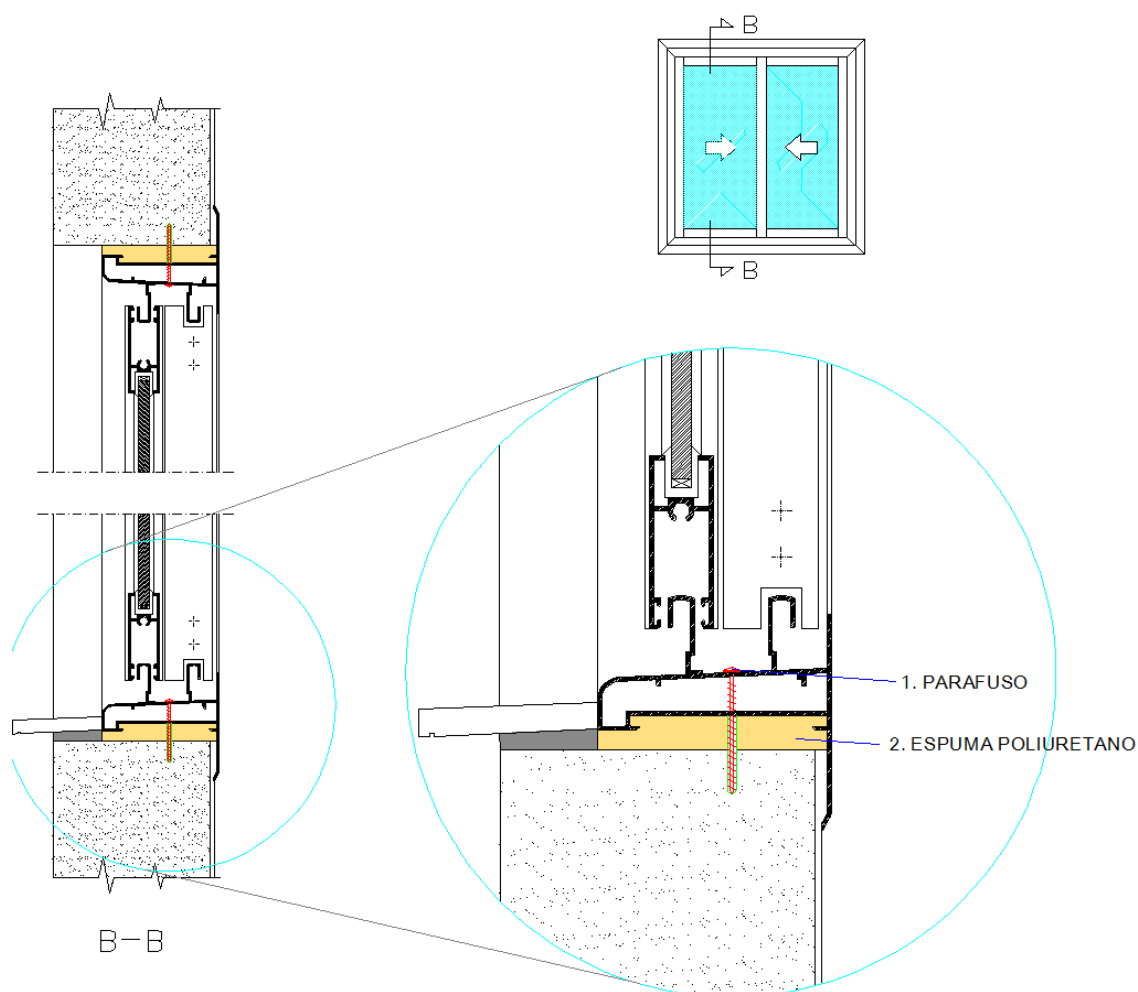 B
B
1. PARAFUSO
2. ESPUMA POLIURETANO
B-B